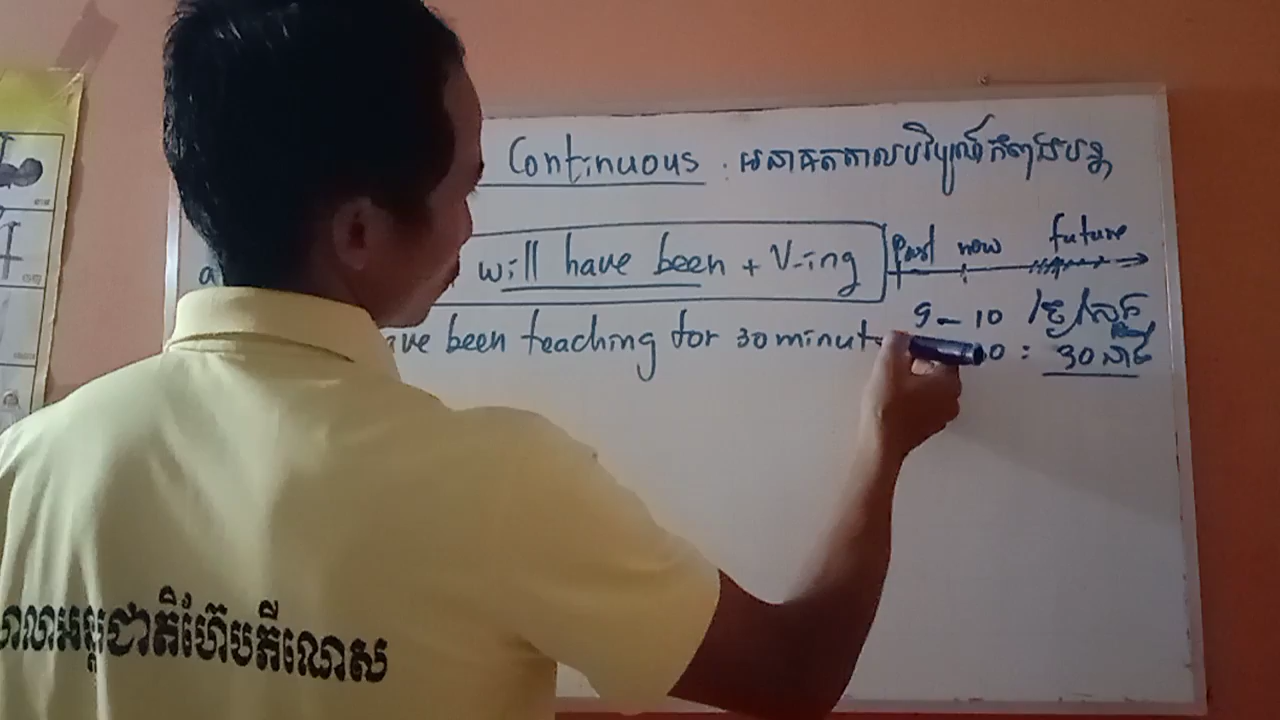 Continuous : អនាគតកាលបរិបូណ៌កំពុងបន្ត
will have been + V-ing
Past now future
9 - 10
ave been teaching for 30 minut
30 នាទី
អន្តរជាតិហ៊ែបភីណេស